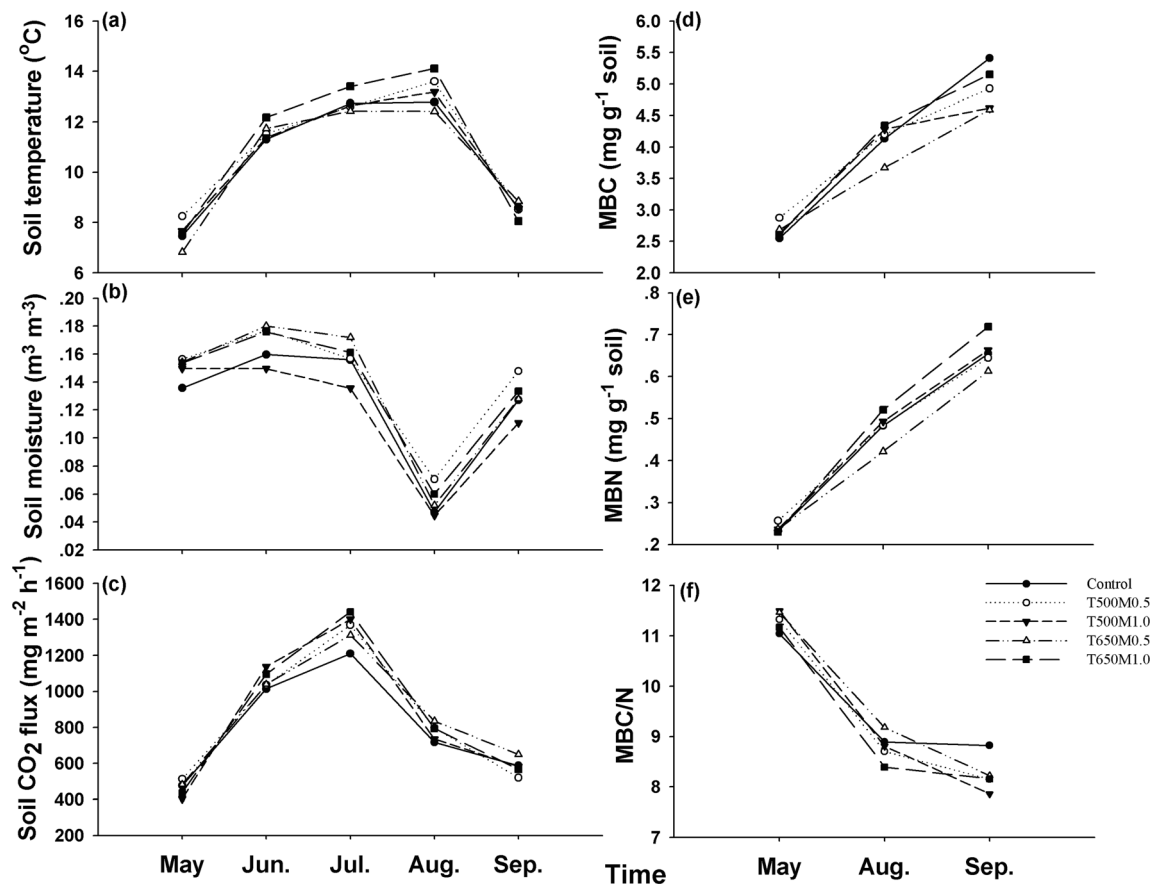 (a)
Soil temperature (°C)
16
14
12
10
8
6
(b)
Soil moisture (m³ m⁻³)
.20
.18
.16
.14
.12
.10
.08
.06
.04
.02
(c)
Soil CO₂ flux (mg m⁻² h⁻¹)
1600
1400
1200
1000
800
600
400
200
May Jun. Jul. Aug. Sep.
(d)
MBC (mg g⁻¹ soil)
6.0
5.5
5.0
4.5
4.0
3.5
3.0
2.5
2.0
(e)
MBN (mg g⁻¹ soil)
.8
.7
.6
.5
.4
.3
.2
(f)
MBC/N
12
11
10
9
8
7
Control
T500M0.5
T500M1.0
T650M0.5
T650M1.0
May Aug. Sep.
Time